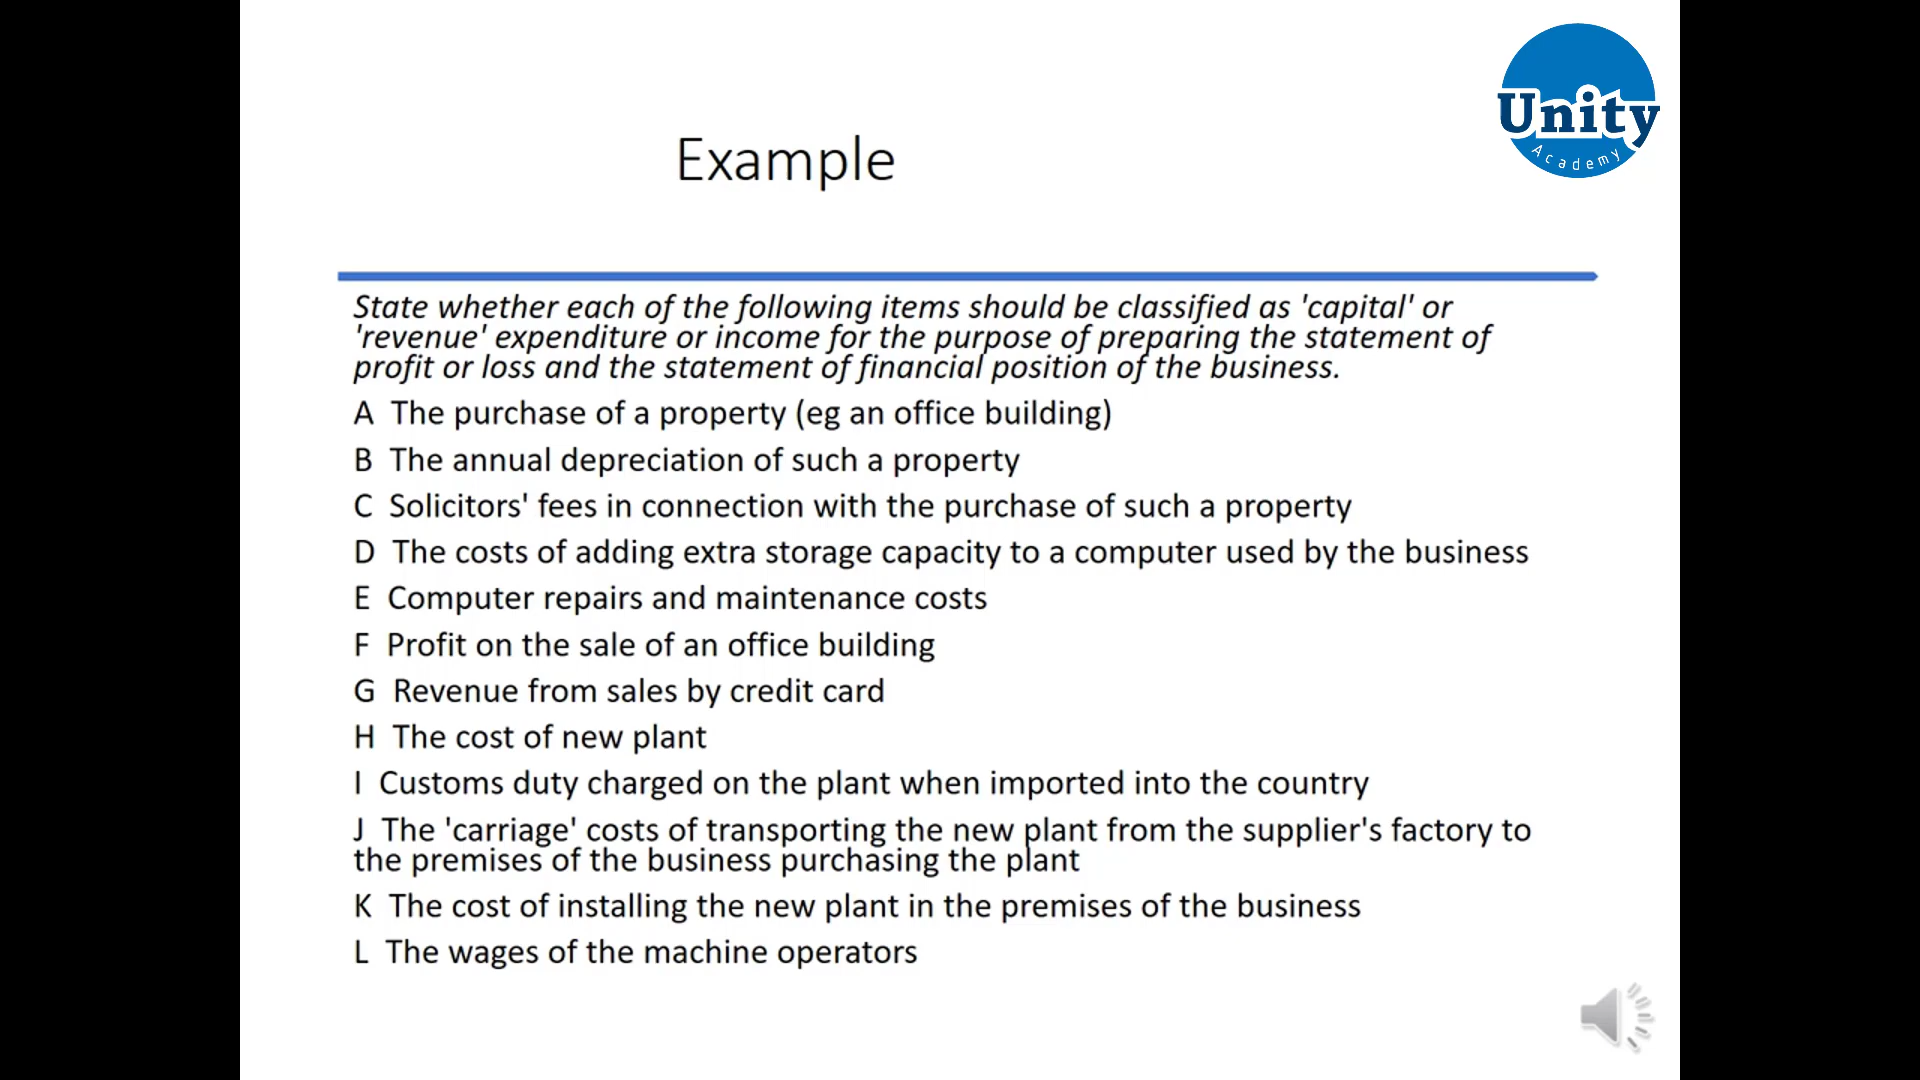 Unity
Academy
Example
State whether each of the following items should be classified as 'capital' or
'revenue' expenditure or income for the purpose of preparing the statement of
profit or loss and the statement of financial position of the business.
A The purchase of a property (eg an office building)
B The annual depreciation of such a property
C Solicitors' fees in connection with the purchase of such a property
D The costs of adding extra storage capacity to a computer used by the business
E Computer repairs and maintenance costs
F Profit on the sale of an office building
G Revenue from sales by credit card
H The cost of new plant
I Customs duty charged on the plant when imported into the country
J The 'carriage' costs of transporting the new plant from the supplier's factory to
the premises of the business purchasing the plant
K The cost of installing the new plant in the premises of the business
L The wages of the machine operators